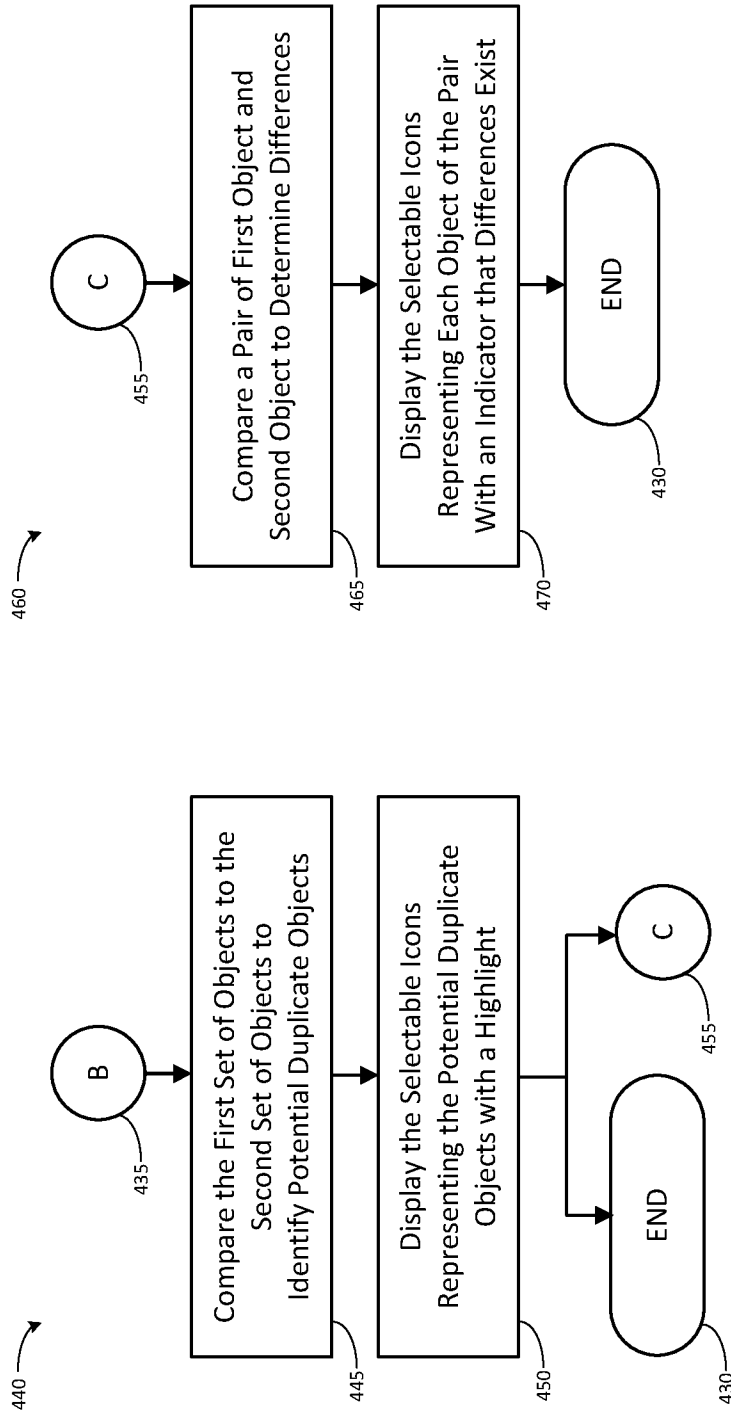 440
B
435
Compare the First Set of Objects to the
Second Set of Objects to
Identify Potential Duplicate Objects
445
Display the Selectable Icons
Representing the Potential Duplicate
Objects with a Highlight
450
END
430
C
455
460
C
455
Compare a Pair of First Object and
Second Object to Determine Differences
465
Display the Selectable Icons
Representing Each Object of the Pair
With an Indicator that Differences Exist
470
END
430